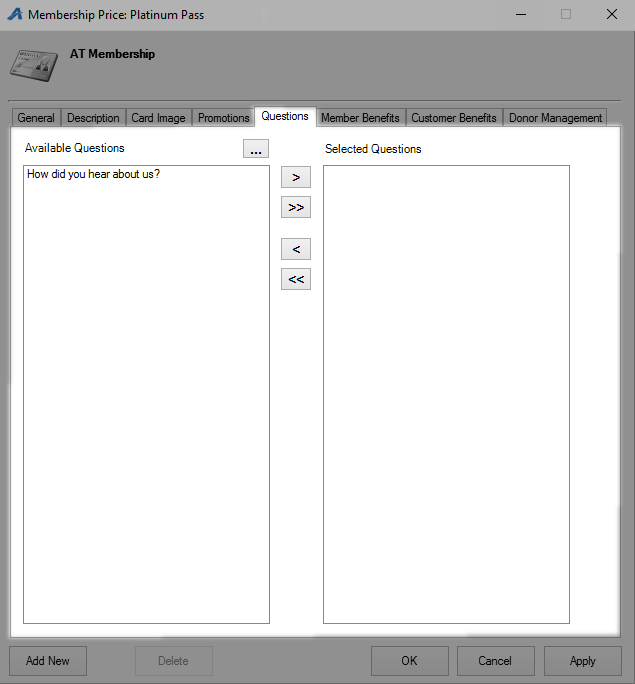 Membership Price: Platinum Pass
AT Membership
General Description Card Image Promotions Questions Member Benefits Customer Benefits Donor Management
Available Questions ... Selected Questions
How did you hear about us? >
>>
<
<<
Add New Delete OK Cancel Apply